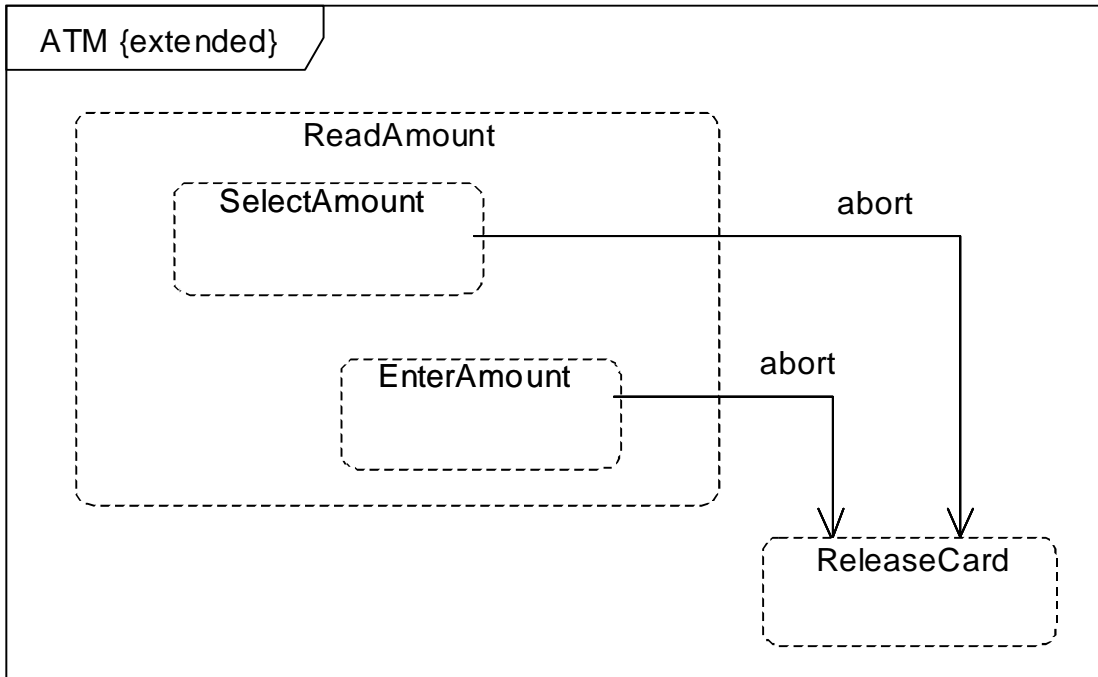 ATM {extended}
ReadAmount
SelectAmount
abort
EnterAmount
abort
ReleaseCard